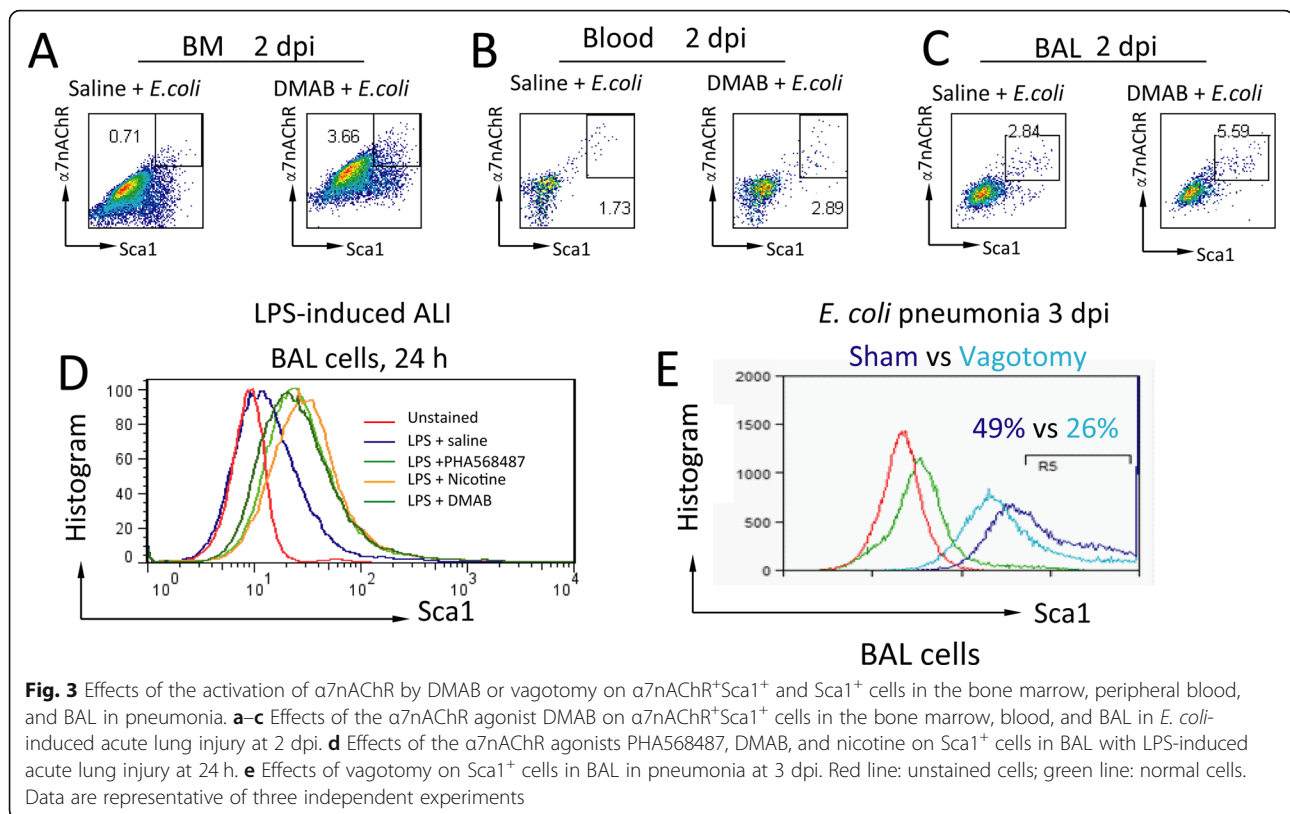 A
BM 2 dpi
Saline + E.coli
DMAB + E.coli
α7nAChR
0.71
Sca1
α7nAChR
3.66
Sca1
B
Blood 2 dpi
Saline + E.coli
DMAB + E.coli
α7nAChR
1.73
Sca1
α7nAChR
2.89
Sca1
C
BAL 2 dpi
Saline + E.coli
DMAB + E.coli
α7nAChR
2.84
Sca1
α7nAChR
5.59
Sca1
LPS-induced ALI
BAL cells, 24 h
D
Histogram
100
80
60
40
20
0
10^0
10^1
10^2
10^3
10^4
Unstained
LPS + saline
LPS +PHA568487
LPS + Nicotine
LPS + DMAB
Sca1
E. coli pneumonia 3 dpi
Sham vs Vagotomy
E
Histogram
2000
1500
1000
500
0
49% vs 26%
R5
Sca1
BAL cells
Fig. 3 Effects of the activation of α7nAChR by DMAB or vagotomy on α7nAChR⁺Sca1⁺ and Sca1⁺ cells in the bone marrow, peripheral blood,
and BAL in pneumonia. a–c Effects of the α7nAChR agonist DMAB on α7nAChR⁺Sca1⁺ cells in the bone marrow, blood, and BAL in E. coli-
induced acute lung injury at 2 dpi. d Effects of the α7nAChR agonists PHA568487, DMAB, and nicotine on Sca1⁺ cells in BAL with LPS-induced
acute lung injury at 24 h. e Effects of vagotomy on Sca1⁺ cells in BAL in pneumonia at 3 dpi. Red line: unstained cells; green line: normal cells.
Data are representative of three independent experiments